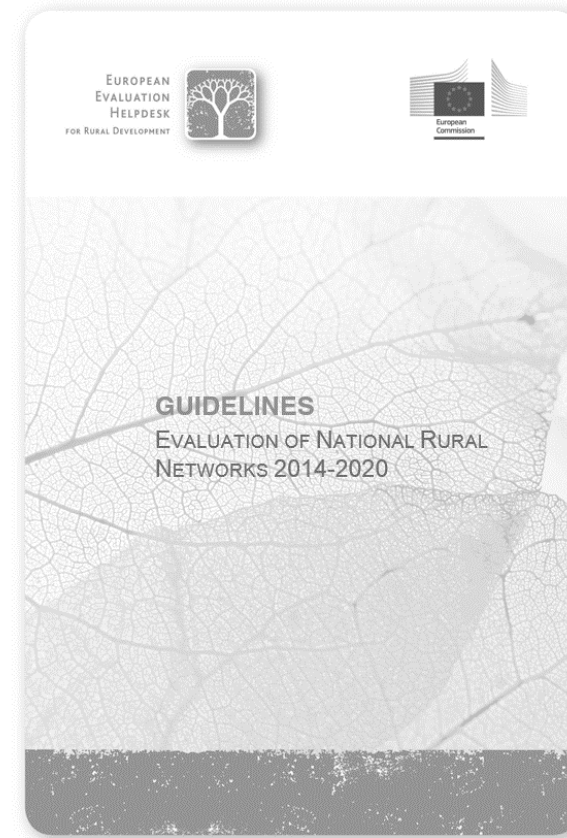 EUROPEAN
EVALUATION
HELPDESK
FOR RURAL DEVELOPMENT
European
Commission
GUIDELINES
EVALUATION OF NATIONAL RURAL
NETWORKS 2014-2020